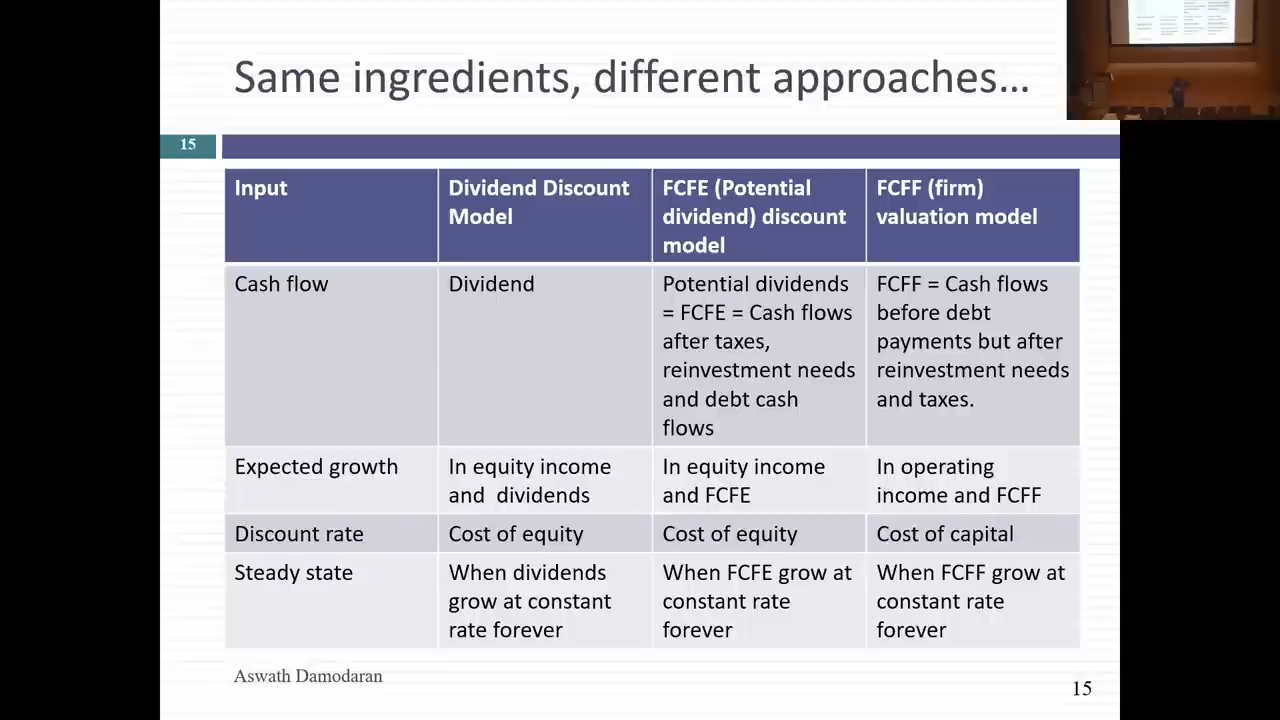 Same ingredients, different approaches...
15
Input
Dividend Discount
Model
FCFE (Potential
dividend) discount
model
FCFF (firm)
valuation model
Cash flow
Dividend
Potential dividends
= FCFE = Cash flows
after taxes,
reinvestment needs
and debt cash
flows
FCFF = Cash flows
before debt
payments but after
reinvestment needs
and taxes.
Expected growth
In equity income
and dividends
In equity income
and FCFE
In operating
income and FCFF
Discount rate
Cost of equity
Cost of equity
Cost of capital
Steady state
When dividends
grow at constant
rate forever
When FCFE grow at
constant rate
forever
When FCFF grow at
constant rate
forever
Aswath Damodaran
15